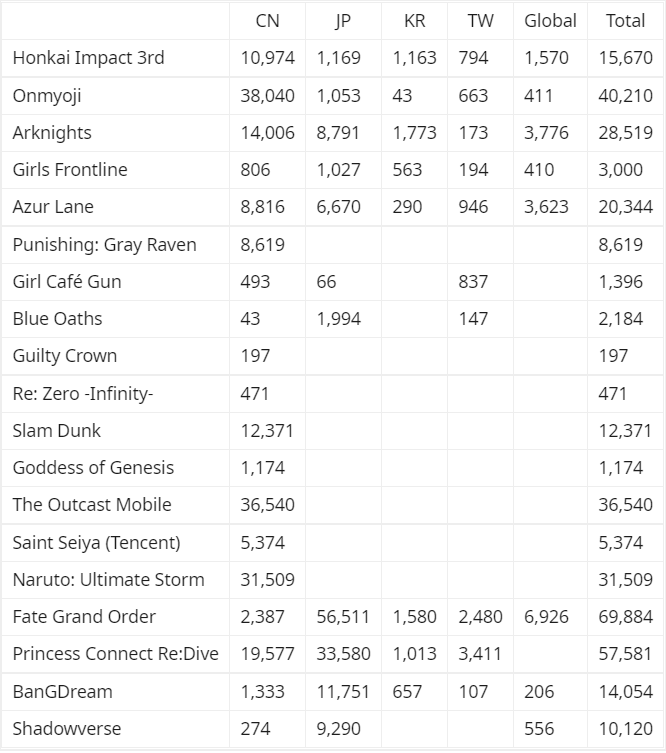 CN JP KR TW Global Total
Honkai Impact 3rd 10,974 1,169 1,163 794 1,570 15,670
Onmyoji 38,040 1,053 43 663 411 40,210
Arknights 14,006 8,791 1,773 173 3,776 28,519
Girls Frontline 806 1,027 563 194 410 3,000
Azur Lane 8,816 6,670 290 946 3,623 20,344
Punishing: Gray Raven 8,619 8,619
Girl Café Gun 493 66 837 1,396
Blue Oaths 43 1,994 147 2,184
Guilty Crown 197 197
Re: Zero -Infinity- 471 471
Slam Dunk 12,371 12,371
Goddess of Genesis 1,174 1,174
The Outcast Mobile 36,540 36,540
Saint Seiya (Tencent) 5,374 5,374
Naruto: Ultimate Storm 31,509 31,509
Fate Grand Order 2,387 56,511 1,580 2,480 6,926 69,884
Princess Connect Re:Dive 19,577 33,580 1,013 3,411 57,581
BanGDream 1,333 11,751 657 107 206 14,054
Shadowverse 274 9,290 556 10,120